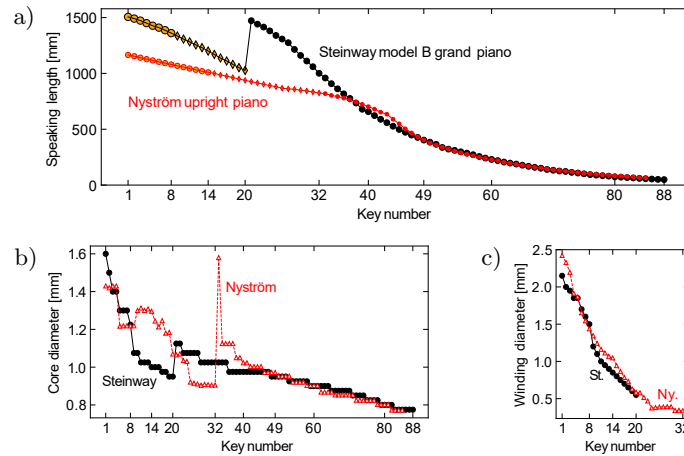 a)
Speaking length [mm]
1500
1000
500
0
Steinway model B grand piano
Nyström upright piano
1 8 14 20 32 40 49 60 80 88
Key number
b)
Core diameter [mm]
1.6
1.4
1.2
1.0
0.8
Nyström
Steinway
1 8 14 20 32 40 49 60 80 88
Key number
c)
Winding diameter [mm]
2.5
2.0
1.5
1.0
0.5
St.
Ny.
1 8 20 32
Key number